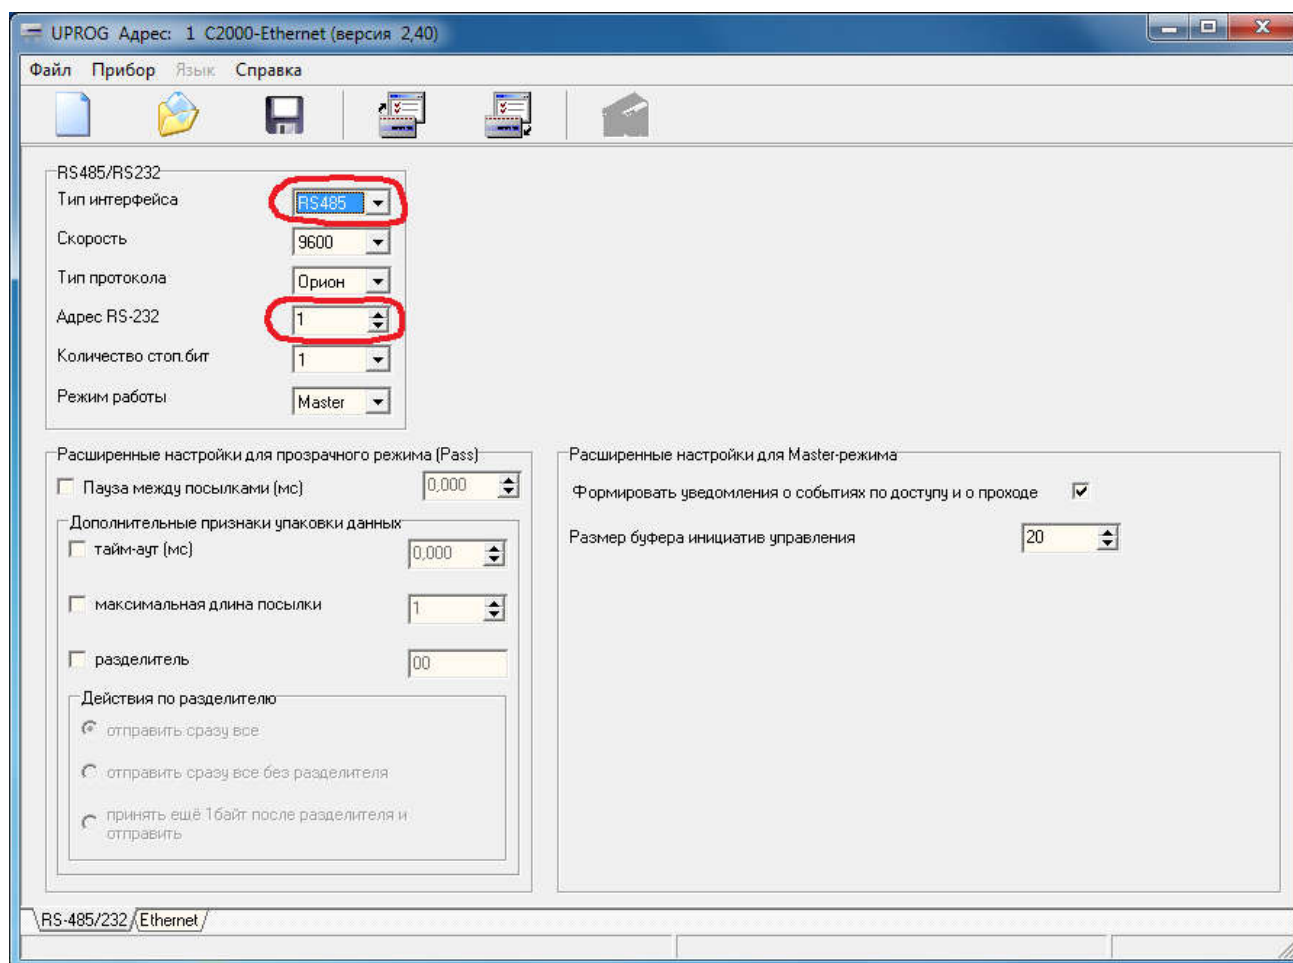 UPROG Адрес: 1 С2000-Ethernet (версия 2,40)
Файл Прибор Язык Справка
RS485/RS232
Тип интерфейса RS485
Скорость 9600
Тип протокола Орион
Адрес RS-232 1
Количество стоп.бит 1
Режим работы Master
Расширенные настройки для прозрачного режима (Pass)
Пауза между посылками (мс) 0,000
Дополнительные признаки упаковки данных
тайм-аут (мс) 0,000
максимальная длина посылки 1
разделитель 00
Действия по разделителю
отправить сразу все
отправить сразу все без разделителя
принять ещё 1байт после разделителя и
отправить
Расширенные настройки для Master-режима
Формировать уведомления о событиях по доступу и о проходе
Размер буфера инициатив управления 20
RS-485/232 Ethernet